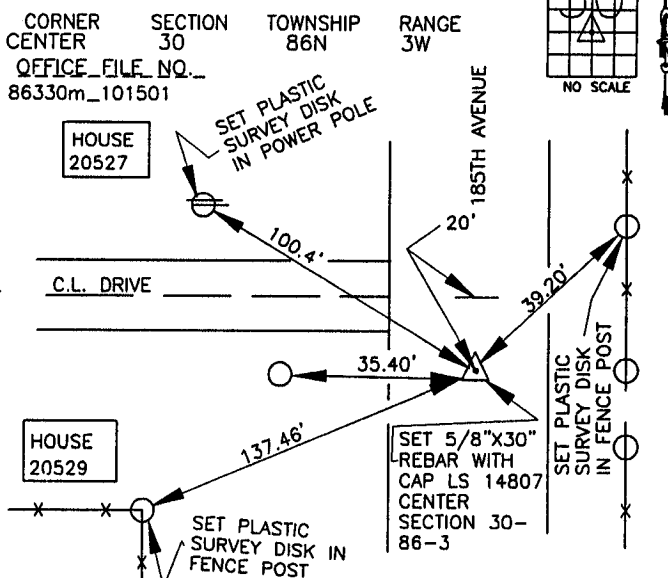 CORNER SECTION TOWNSHIP RANGE
CENTER 30 86N 3W
OFFICE FILE NO.
86330m_101501
NO SCALE
HOUSE
20527
SET PLASTIC
SURVEY DISK
IN POWER POLE
185TH AVENUE
20'
100.4'
39.20'
C.L. DRIVE
35.40'
SET PLASTIC
SURVEY DISK
IN FENCE POST
HOUSE
20529
137.46'
SET 5/8"X30"
REBAR WITH
CAP LS 14807
CENTER
SECTION 30-
86-3
SET PLASTIC
SURVEY DISK IN
FENCE POST